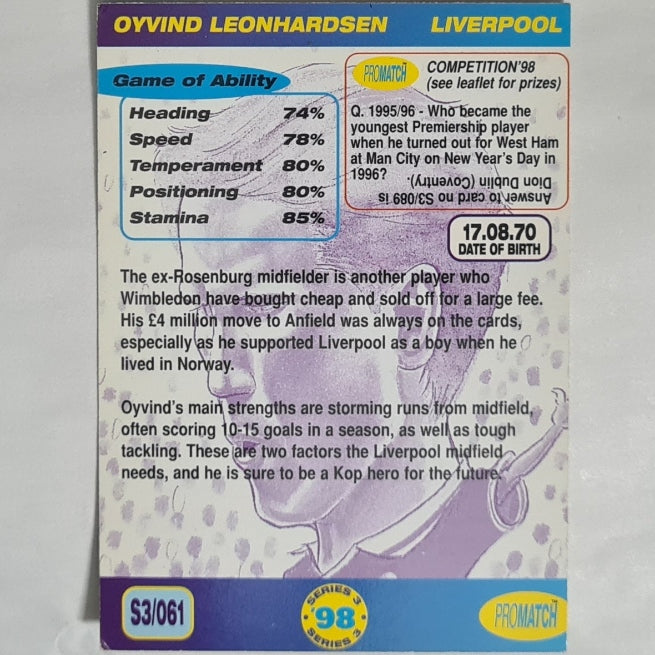 OYVIND LEONHARDSEN LIVERPOOL
Game of Ability
Heading 74%
Speed 78%
Temperament 80%
Positioning 80%
Stamina 85%
PROMATCH
COMPETITION'98
(see leaflet for prizes)
Q. 1995/96 - Who became the
youngest Premiership player
when he turned out for West Ham
at Man City on New Year's Day in
1996?
Answer to card no S3/089 is
Dion Dublin (Coventry).
17.08.70
DATE OF BIRTH
The ex-Rosenburg midfielder is another player who
Wimbledon have bought cheap and sold off for a large fee.
His £4 million move to Anfield was always on the cards,
especially as he supported Liverpool as a boy when he
lived in Norway.
Oyvind's main strengths are storming runs from midfield,
often scoring 10-15 goals in a season, as well as tough
tackling. These are two factors the Liverpool midfield
needs, and he is sure to be a Kop hero for the future.
S3/061
SERIES 3
98
SERIES 3
PROMATCH™